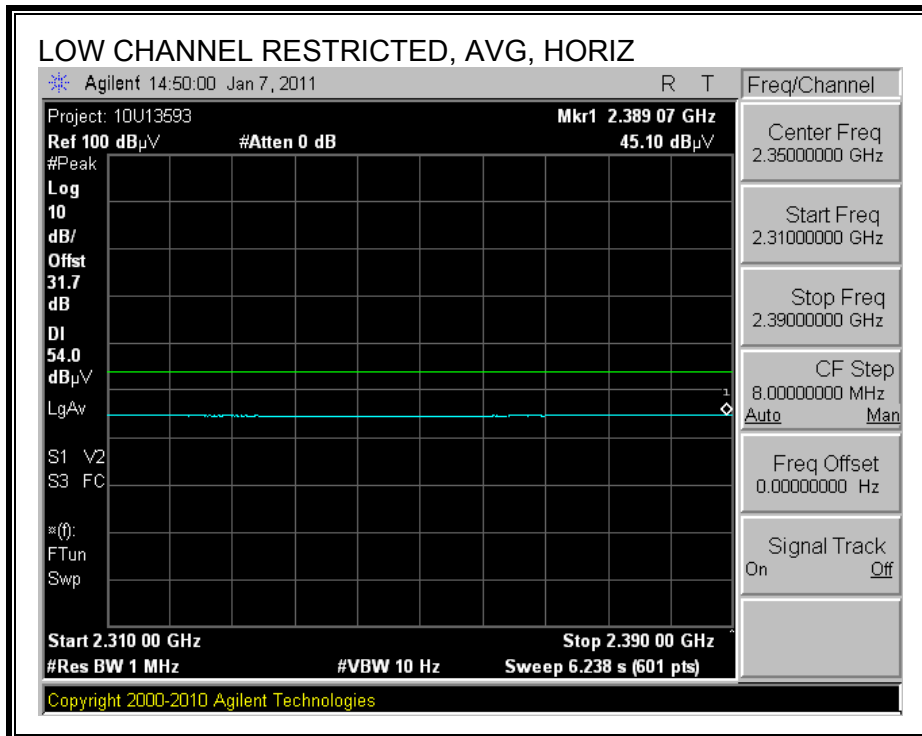 LOW CHANNEL RESTRICTED, AVG, HORIZ
Agilent 14:50:00 Jan 7, 2011 R T
Freq/Channel
Project: 10U13593 Mkr1 2.389 07 GHz
Ref 100 dBµV #Atten 0 dB 45.10 dBµV
#Peak
Log
10
dB/
Offst
31.7
dB
DI
54.0
dBµV
LgAv
1
S1 V2
S3 FC
¤(f):
FTun
Swp
Start 2.310 00 GHz Stop 2.390 00 GHz
#Res BW 1 MHz #VBW 10 Hz Sweep 6.238 s (601 pts)
Copyright 2000-2010 Agilent Technologies
Center Freq
2.35000000 GHz
Start Freq
2.31000000 GHz
Stop Freq
2.39000000 GHz
CF Step
8.00000000 MHz
Auto Man
Freq Offset
0.00000000 Hz
Signal Track
On Off